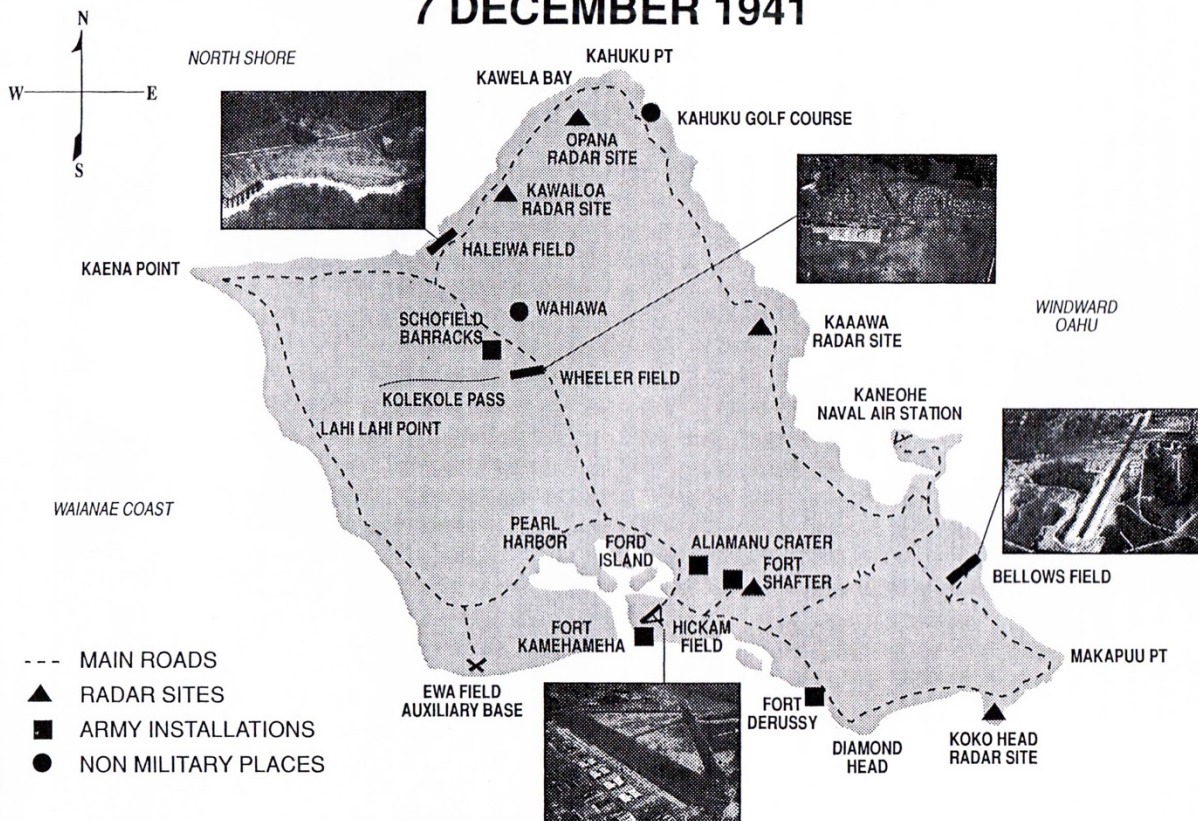 7 DECEMBER 1941
N
W
E
S
NORTH SHORE
KAHUKU PT
KAWELA BAY
KAHUKU GOLF COURSE
OPANA
RADAR SITE
KAWAILOA
RADAR SITE
HALEIWA FIELD
KAENA POINT
WAHIAWA
SCHOFIELD
BARRACKS
WINDWARD
OAHU
KAAAWA
RADAR SITE
WHEELER FIELD
KOLEKOLE PASS
KANEOHE
NAVAL AIR STATION
LAHI LAHI POINT
WAIANAE COAST
PEARL
HARBOR
FORD
ISLAND
ALIAMANU CRATER
FORT
SHAFTER
BELLOWS FIELD
FORT
KAMEHAMEHA
HICKAM
FIELD
MAKAPUU PT
EWA FIELD
AUXILIARY BASE
FORT
DERUSSY
DIAMOND
HEAD
KOKO HEAD
RADAR SITE
MAIN ROADS
RADAR SITES
ARMY INSTALLATIONS
NON MILITARY PLACES